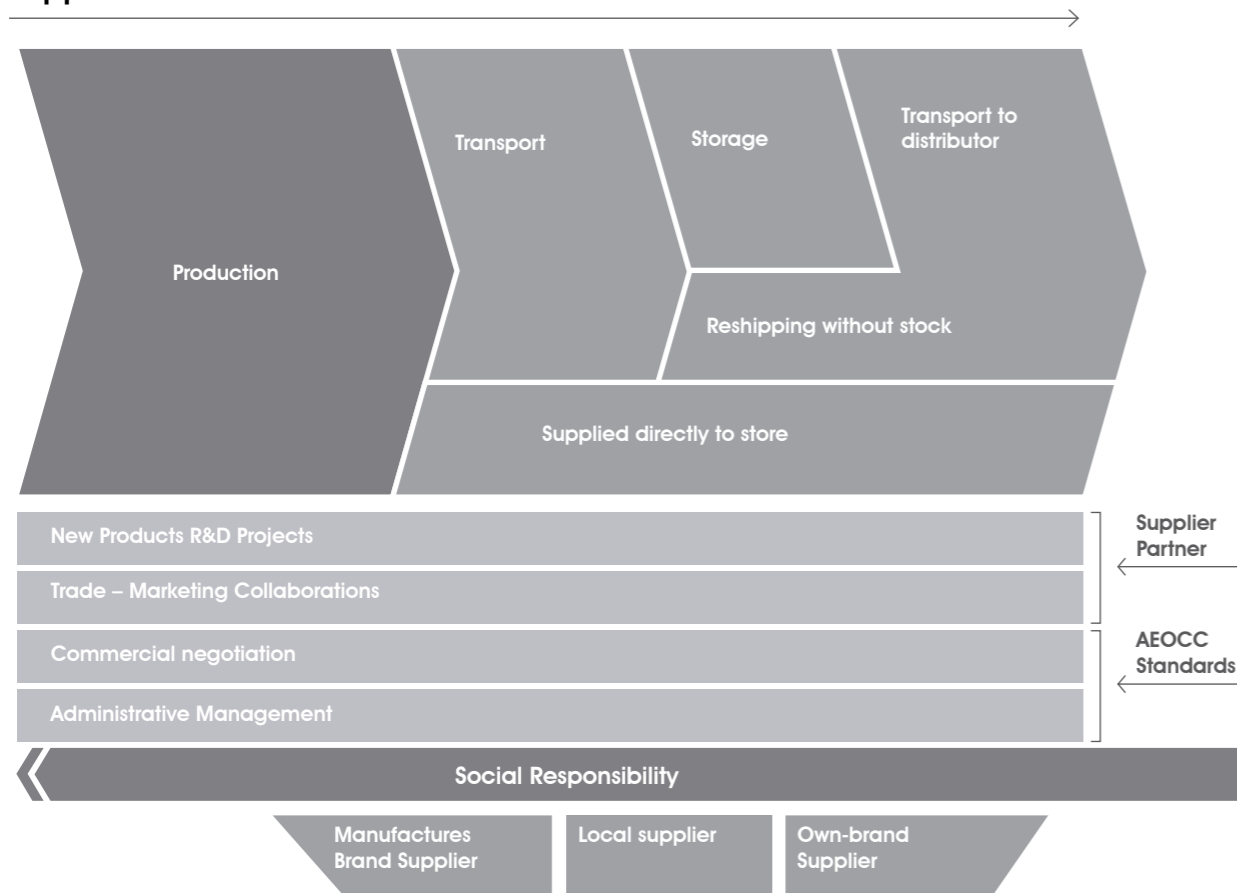 Transport
Storage
Transport to
distributor
Production
Reshipping without stock
Supplied directly to store
New Products R&D Projects
Trade – Marketing Collaborations
Commercial negotiation
Administrative Management
Supplier
Partner
AEOCC
Standards
Social Responsibility
Manufactures
Brand Supplier
Local supplier
Own-brand
Supplier